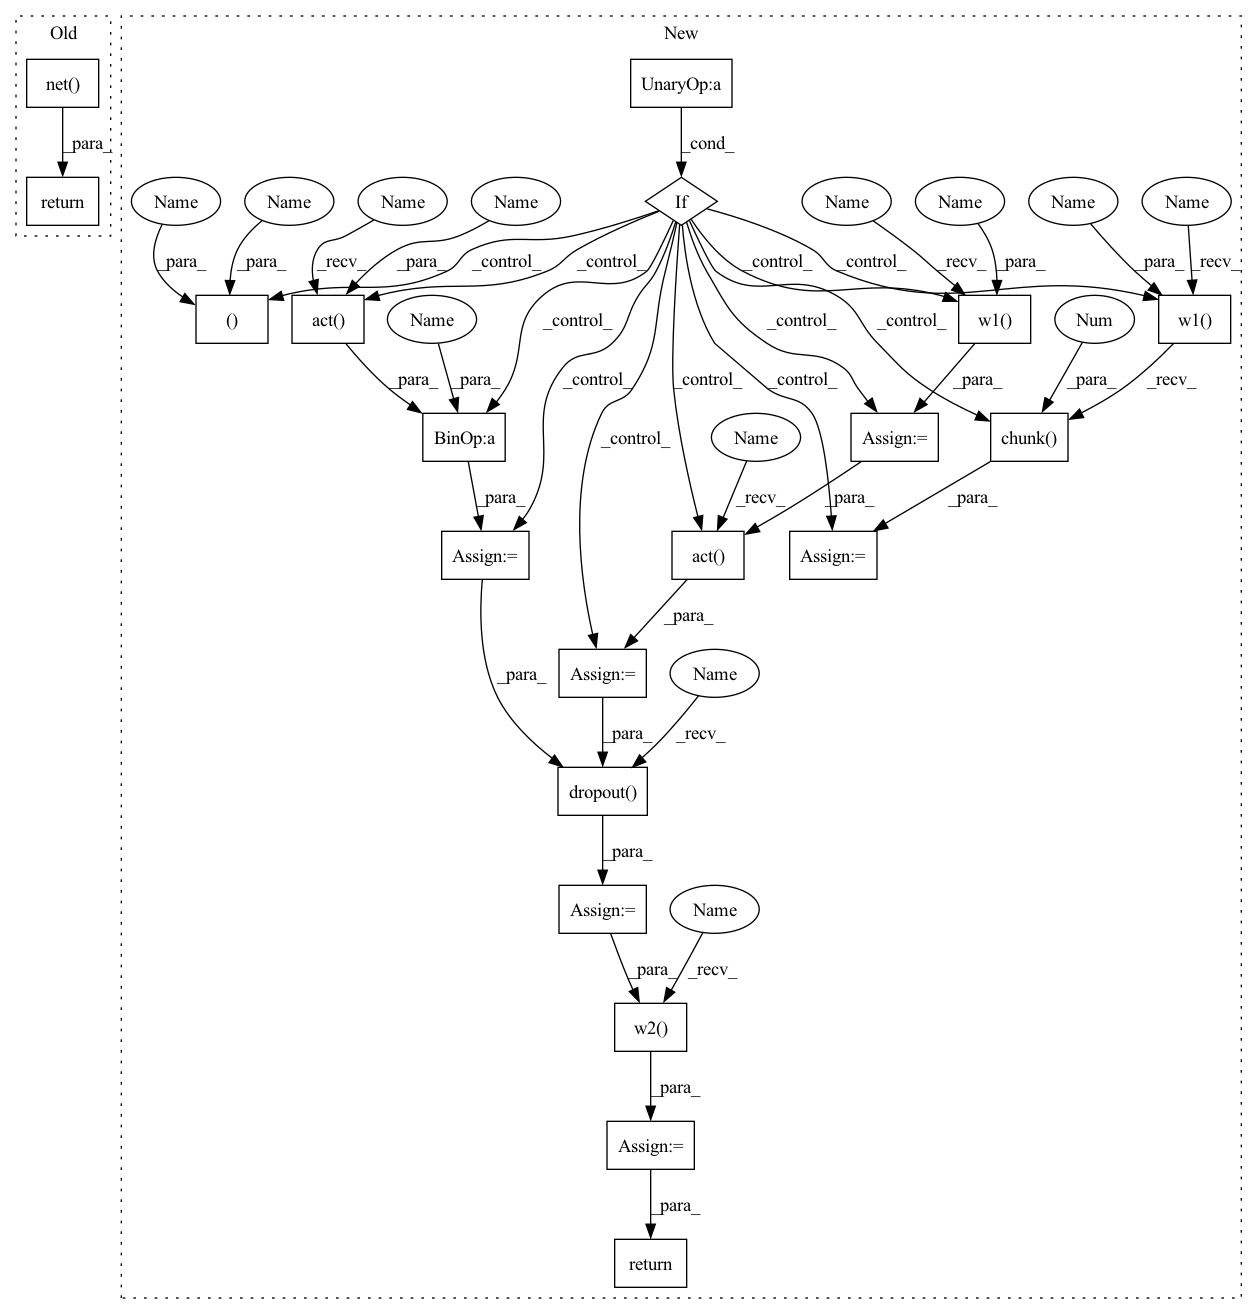 Old
New
net()
UnaryOp:a
_para_
_cond_
return
Name
Name
Name
Name
If
Name
Name
Name
Name
_para_
_para_
_recv_
_para_
_control_
_control_
_control_
_control_
_recv_
_para_
_para_
_recv_
()
act()
Name
_control_
_control_
_control_
w1()
Num
w1()
_para_
_para_
_control_
_control_
_control_
_para_
_para_
_recv_
BinOp:a
_control_
Name
Assign:=
chunk()
_para_
_recv_
_para_
_para_
Assign:=
act()
Assign:=
_para_
Assign:=
Name
_para_
_para_
_recv_
dropout()
_para_
Assign:=
Name
_para_
_recv_
w2()
_para_
Assign:=
_para_
return